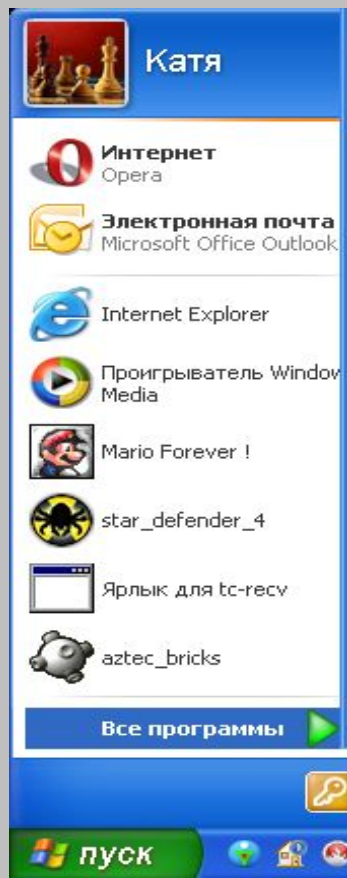 Катя
Интернет
Opera
Электронная почта
Microsoft Office Outlook
Internet Explorer
Проигрыватель Window
Media
Mario Forever !
star_defender_4
Ярлык для tc-recv
aztec_bricks
Все программы
пуск